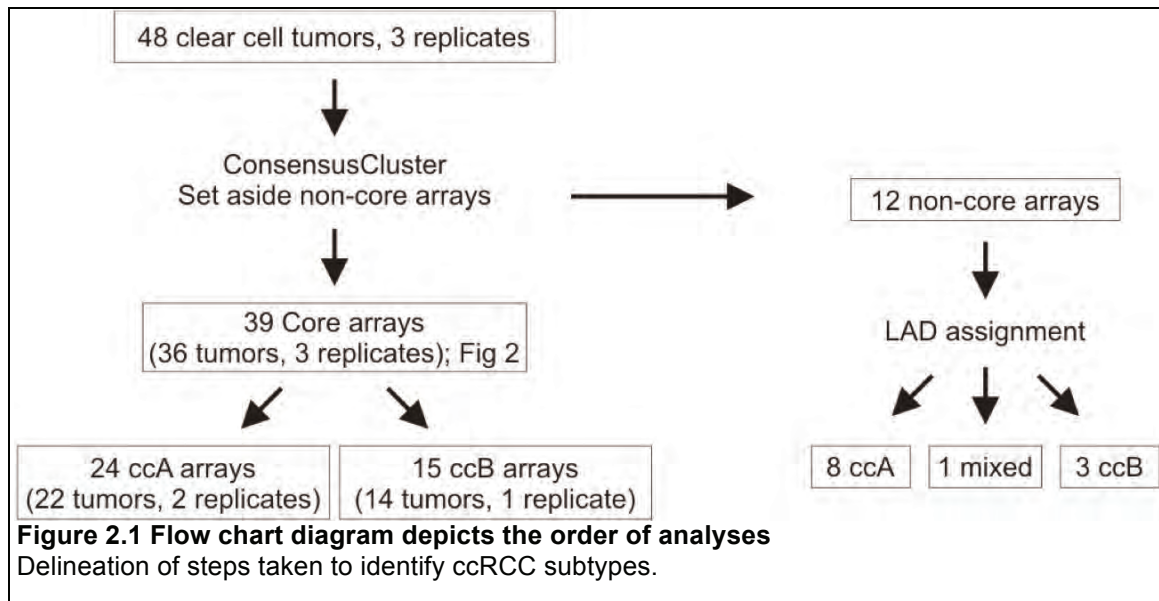 48 clear cell tumors, 3 replicates
ConsensusCluster
Set aside non-core arrays
12 non-core arrays
39 Core arrays
(36 tumors, 3 replicates); Fig 2
LAD assignment
24 ccA arrays
(22 tumors, 2 replicates)
15 ccB arrays
(14 tumors, 1 replicate)
8 ccA
1 mixed
3 ccB
Figure 2.1 Flow chart diagram depicts the order of analyses
Delineation of steps taken to identify ccRCC subtypes.